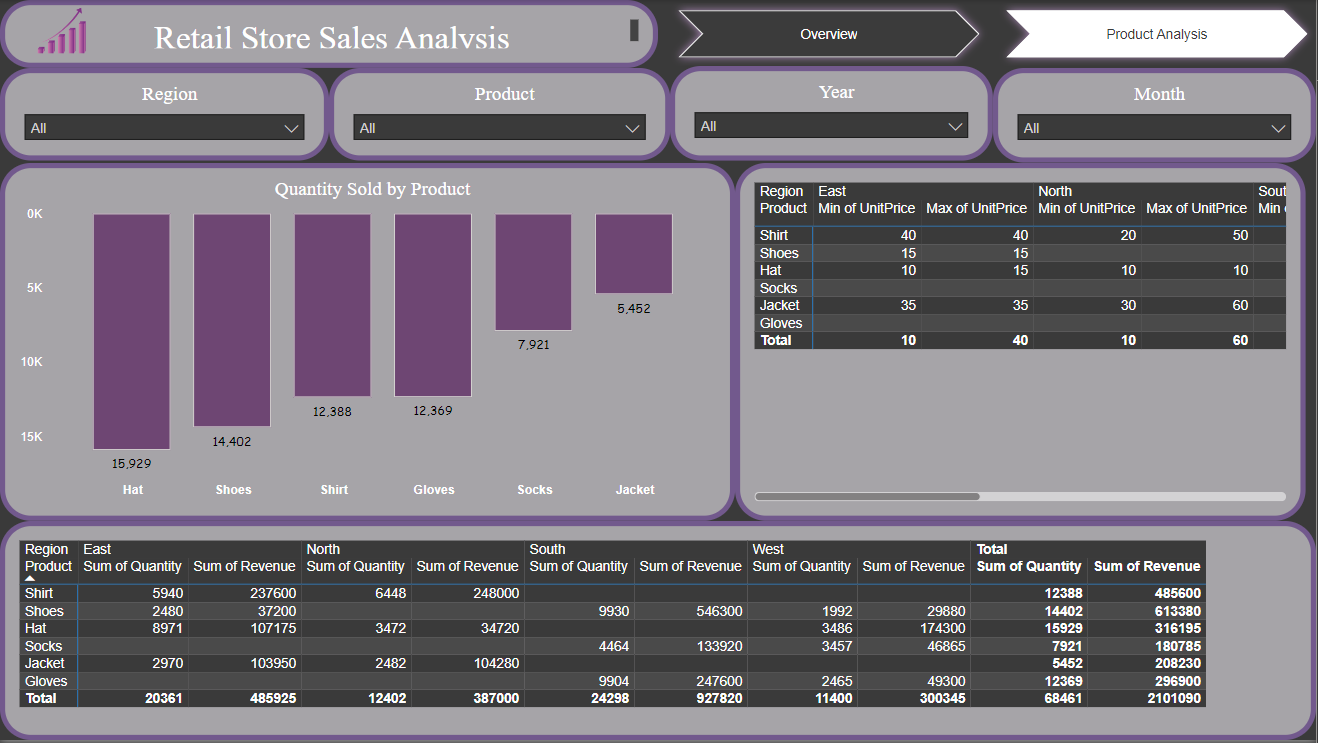 Retail Store Sales Analysis
Overview
Product Analysis
Region
Product
Year
Month
All
All
All
All
Quantity Sold by Product
0K
5K
10K
15K
15,929
14,402
12,388
12,369
7,921
5,452
Hat Shoes Shirt Gloves Socks Jacket
Region East North Sout
Product Min of UnitPrice Max of UnitPrice Min of UnitPrice Max of UnitPrice Min
Shirt 40 40 20 50
Shoes 15 15
Hat 10 15 10 10
Socks
Jacket 35 35 30 60
Gloves
Total 10 40 10 60
Region East North South West Total
Product Sum of Quantity Sum of Revenue Sum of Quantity Sum of Revenue Sum of Quantity Sum of Revenue Sum of Quantity Sum of Revenue Sum of Quantity Sum of Revenue
Shirt 5940 237600 6448 248000 12388 485600
Shoes 2480 37200 9930 546300 1992 29880 14402 613380
Hat 8971 107175 3472 34720 3486 174300 15929 316195
Socks 4464 133920 3457 46865 7921 180785
Jacket 2970 103950 2482 104280 5452 208230
Gloves 9904 247600 2465 49300 12369 296900
Total 20361 485925 12402 387000 24298 927820 11400 300345 68461 2101090